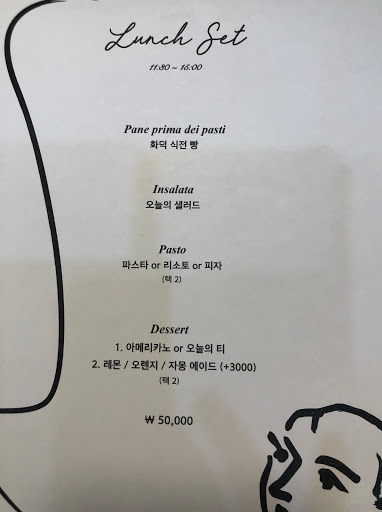 Lunch Set
11:30 ~ 15:00
Pane prima dei pasti
화덕 식전 빵
Insalata
오늘의 샐러드
Pasto
파스타 or 리소토 or 피자
(택 2)
Dessert
1. 아메리카노 or 오늘의 티
2. 레몬 / 오렌지 / 자몽 에이드 (+3000)
(택 2)
₩ 50,000